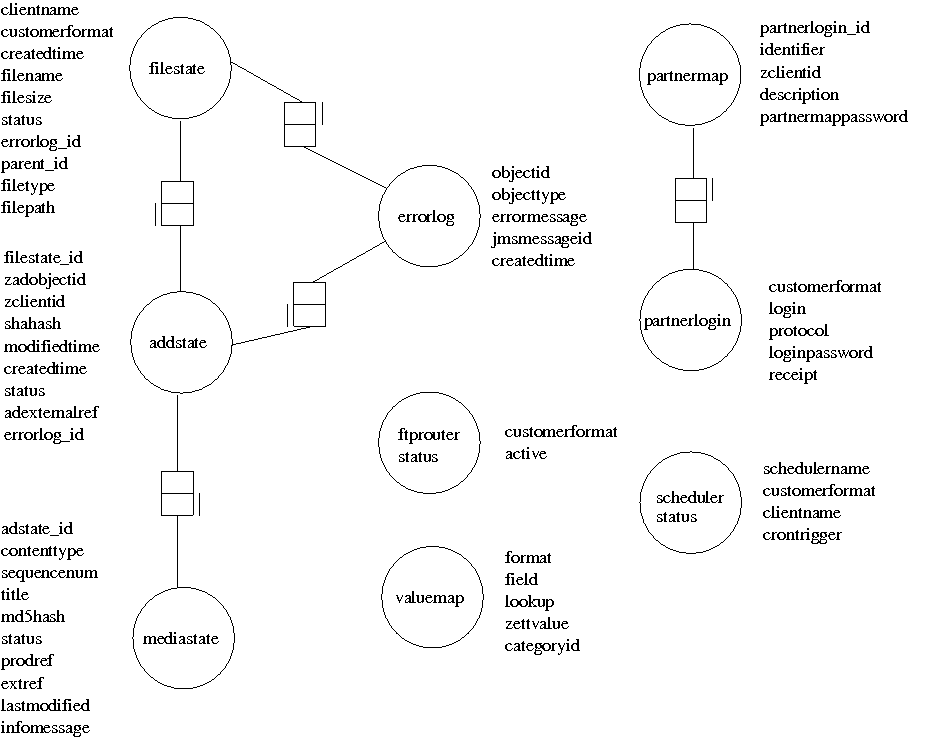 clientname
customerformat
createdtime
filename
filesize
status
errorlog_id
parent_id
filetype
filepath
filestate
partnermap
partnerlogin_id
identifier
zclientid
description
partnermappassword
errorlog
objectid
objecttype
errormessage
jmsmessageid
createdtime
filestate_id
zadobjectid
zclientid
shahash
modifiedtime
createdtime
status
adexternalref
errorlog_id
addstate
partnerlogin
customerformat
login
protocol
loginpassword
receipt
ftprouter
status
customerformat
active
scheduler
status
schedulername
customerformat
clientname
crontrigger
adstate_id
contenttype
sequencenum
title
md5hash
status
prodref
extref
lastmodified
infomessage
mediastate
valuemap
format
field
lookup
zettvalue
categoryid